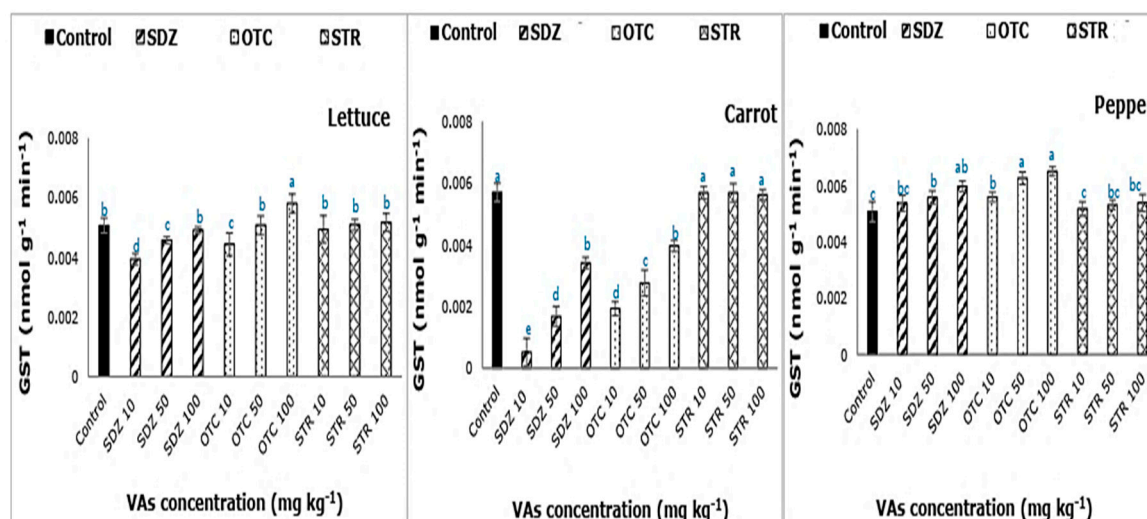 Control SDZ OTC STR
Lettuce
GST (nmol g⁻¹ min⁻¹)
0.008
0.006
0.004
0.002
0
b
d
c
b
c
b
a
b
b
b
Control
SDZ 10
SDZ 50
SDZ 100
OTC 10
OTC 50
OTC 100
STR 10
STR 50
STR 100
VAs concentration (mg kg⁻¹)
Control SDZ OTC STR
Carrot
GST (nmol g⁻¹ min⁻¹)
0.008
0.006
0.004
0.002
0
a
e
d
b
d
c
b
a
a
a
Control
SDZ 10
SDZ 50
SDZ 100
OTC 10
OTC 50
OTC 100
STR 10
STR 50
STR 100
VAs concentration (mg kg⁻¹)
Control SDZ OTC STR
Peppe
GST (nmol g⁻¹ min⁻¹)
0.008
0.006
0.004
0.002
0
c
bc
b
ab
b
a
a
c
bc
bc
Control
SDZ 10
SDZ 50
SDZ 100
OTC 10
OTC 50
OTC 100
STR 10
STR 50
STR 100
VAs concentration (mg kg⁻¹)